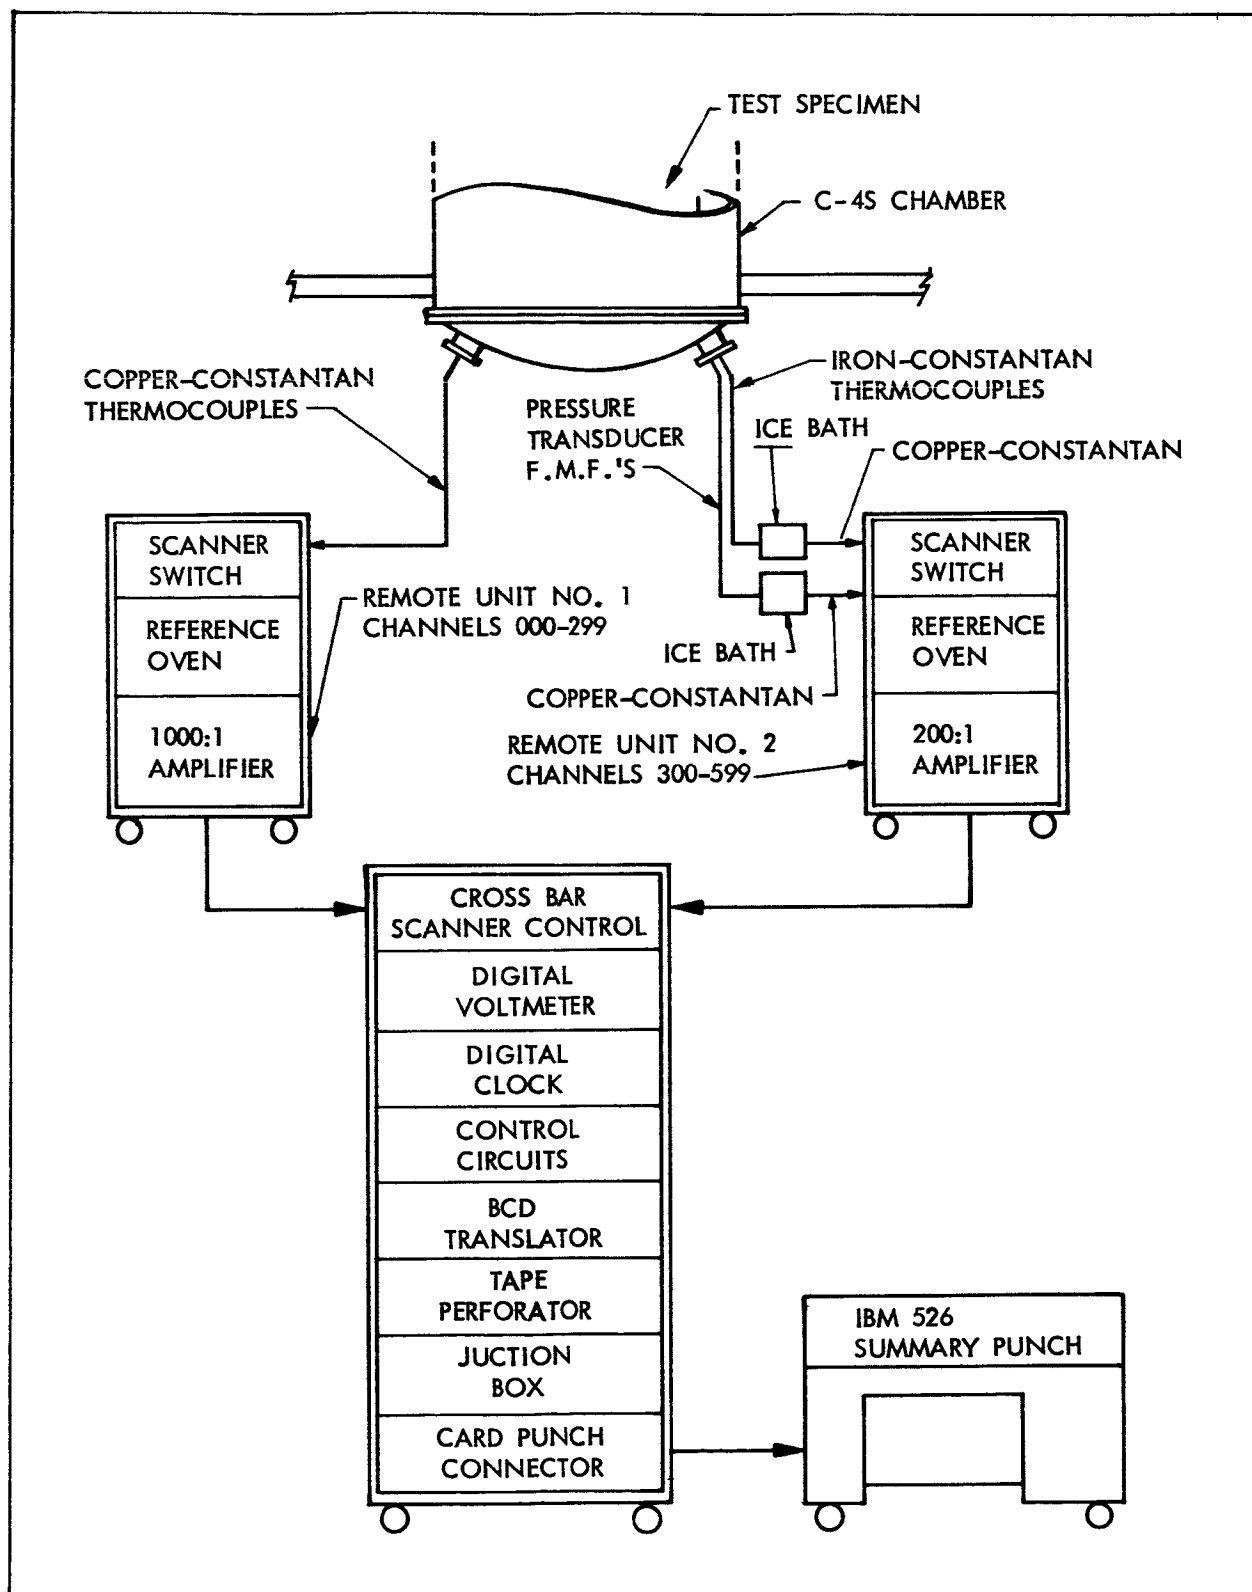 TEST SPECIMEN
C-4S CHAMBER
COPPER-CONSTANTAN
THERMOCOUPLES
IRON-CONSTANTAN
THERMOCOUPLES
PRESSURE
TRANSDUCER
F.M.F.'S
ICE BATH
COPPER-CONSTANTAN
SCANNER
SWITCH
REFERENCE
OVEN
1000:1
AMPLIFIER
REMOTE UNIT NO. 1
CHANNELS 000-299
ICE BATH
COPPER-CONSTANTAN
REMOTE UNIT NO. 2
CHANNELS 300-599
SCANNER
SWITCH
REFERENCE
OVEN
200:1
AMPLIFIER
CROSS BAR
SCANNER CONTROL
DIGITAL
VOLTMETER
DIGITAL
CLOCK
CONTROL
CIRCUITS
BCD
TRANSLATOR
TAPE
PERFORATOR
JUCTION
BOX
CARD PUNCH
CONNECTOR
IBM 526
SUMMARY PUNCH